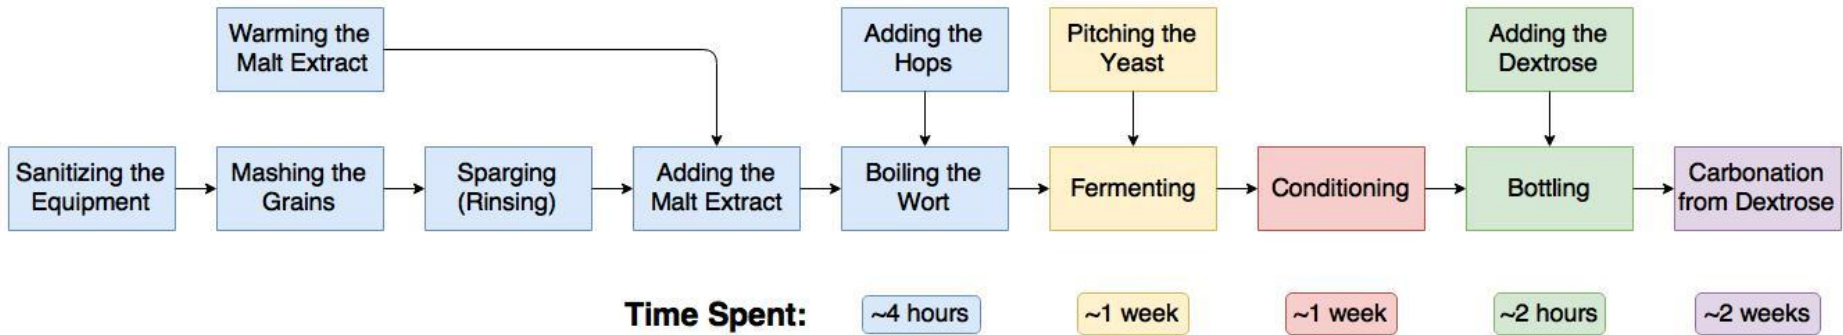 Warming the
Malt Extract
Adding the
Hops
Pitching the
Yeast
Adding the
Dextrose
Sanitizing the
Equipment
Mashing the
Grains
Sparging
(Rinsing)
Adding the
Malt Extract
Boiling the
Wort
Fermenting
Conditioning
Bottling
Carbonation
from Dextrose
Time Spent:
~4 hours
~1 week
~1 week
~2 hours
~2 weeks